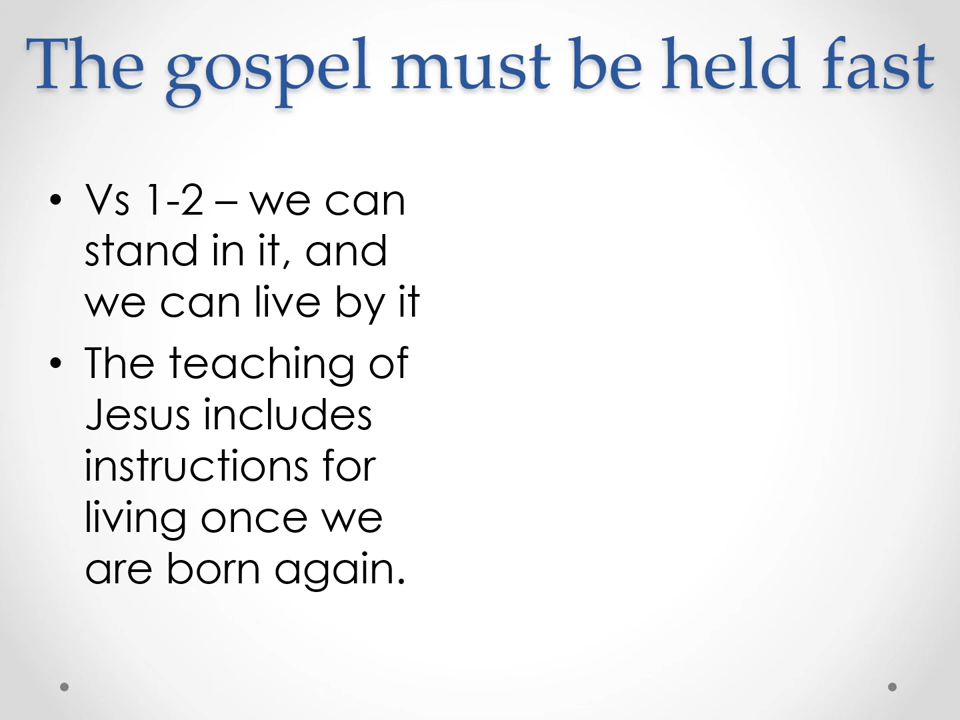 The gospel must be held fast
• Vs 1-2 – we can
stand in it, and
we can live by it
• The teaching of
Jesus includes
instructions for
living once we
are born again.